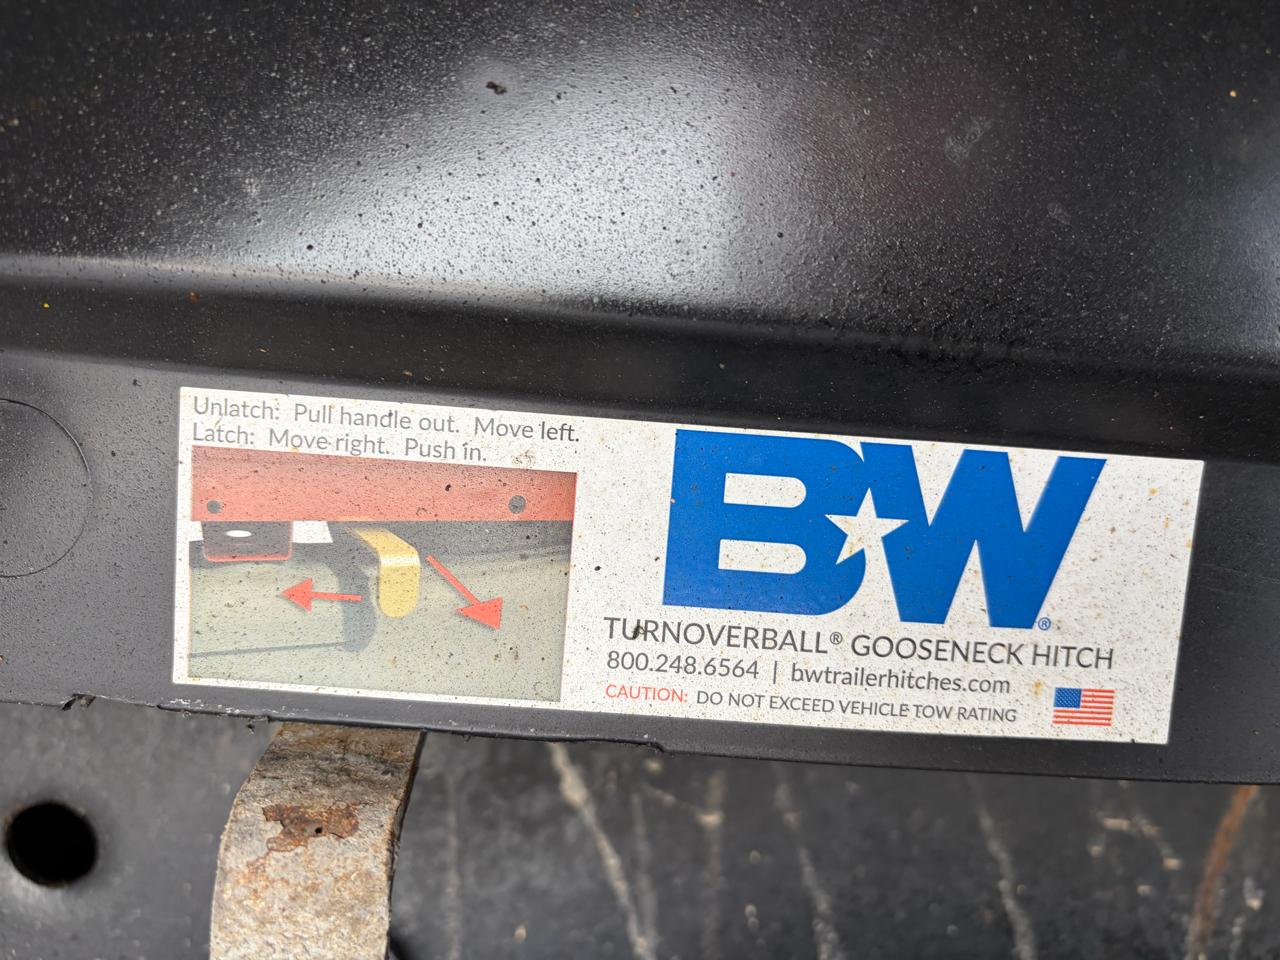 Unlatch: Pull handle out. Move left.
Latch: Move right. Push in.
B&W®
TURNOVERBALL® GOOSENECK HITCH
800.248.6564 | bwtrailerhitches.com
CAUTION: DO NOT EXCEED VEHICLE TOW RATING